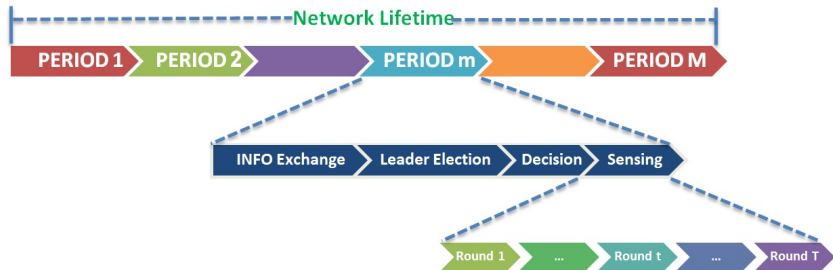 Network Lifetime
PERIOD 1 PERIOD 2 PERIOD m PERIOD M
INFO Exchange Leader Election Decision Sensing
Round 1 ... Round t ... Round T